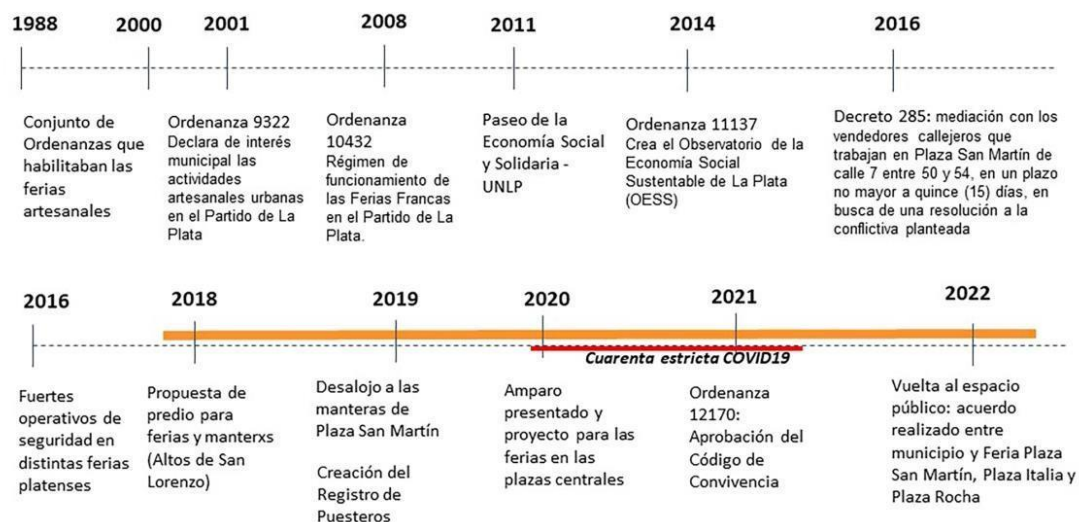 1988
2000
2001
2008
2011
2014
2016
Conjunto de
Ordenanzas que
habilitaban las
ferias
artesanales
Ordenanza 9322
Declara de interés
municipal las
actividades
artesanales urbanas
en el Partido de La
Plata
Ordenanza
10432
Régimen de
funcionamiento de
las Ferias Francas
en el Partido de La
Plata.
Paseo de la
Economía Social
y Solidaria -
UNLP
Ordenanza 11137
Crea el Observatorio de la
Economía Social
Sustentable de La Plata
(OESS)
Decreto 285: mediación con los
vendedores callejeros que
trabajan en Plaza San Martín de
calle 7 entre 50 y 54, en un plazo
no mayor a quince (15) días, en
busca de una resolución a la
conflictiva planteada
2016
2018
2019
2020
2021
2022
Cuarenta estricta COVID19
Fuertes
operativos de
seguridad en
distintas ferias
platenses
Propuesta de
predio para
ferias y manterxs
(Altos de San
Lorenzo)
Desalojo a las
manteras de
Plaza San Martín
Creación del
Registro de
Puesteros
Amparo
presentado y
proyecto para las
ferias en las
plazas centrales
Ordenanza
12170:
Aprobación del
Código de
Convivencia
Vuelta al espacio
público: acuerdo
realizado entre
municipio y Feria Plaza
San Martín, Plaza Italia y
Plaza Rocha